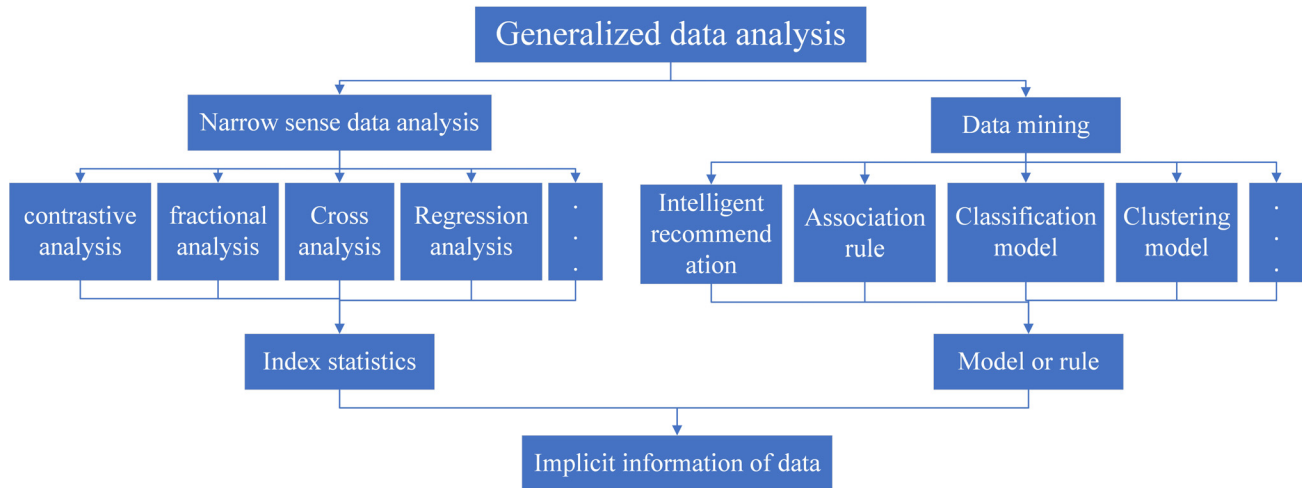 Generalized data analysis
Narrow sense data analysis
Data mining
contrastive
analysis
fractional
analysis
Cross
analysis
Regression
analysis
.
.
.
Intelligent
recommend
ation
Association
rule
Classification
model
Clustering
model
.
.
.
Index statistics
Model or rule
Implicit information of data